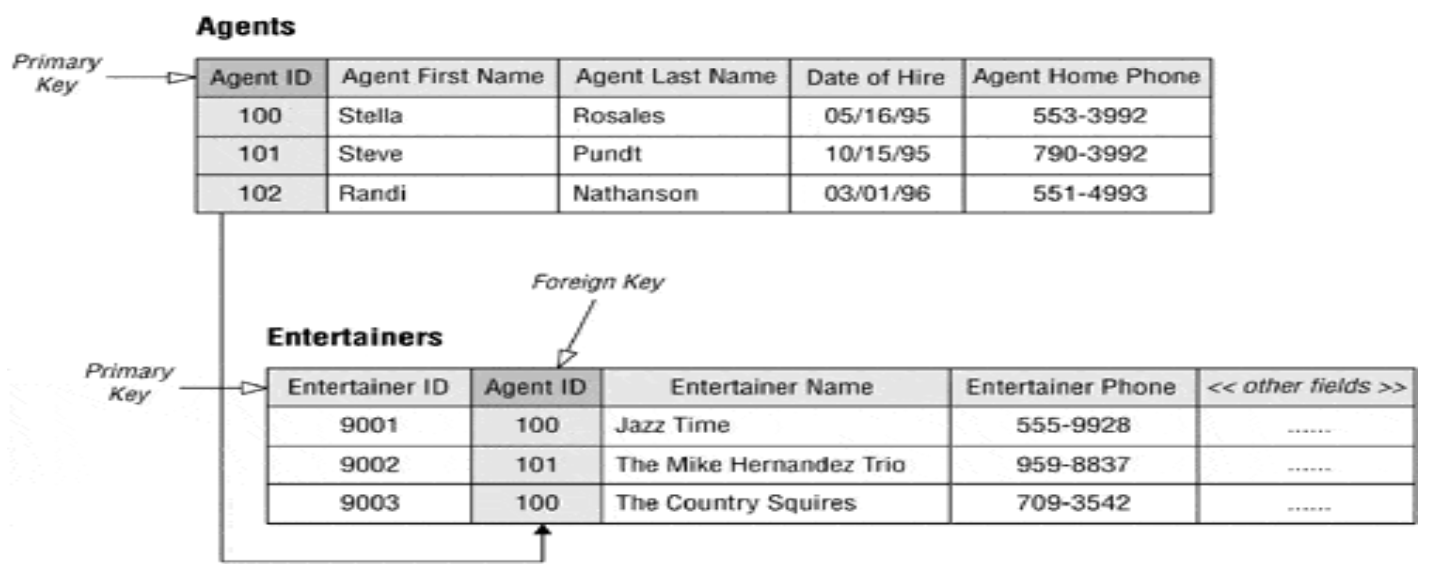 Agents
Primary Key
Agent ID Agent First Name Agent Last Name Date of Hire Agent Home Phone
100 Stella Rosales 05/16/95 553-3992
101 Steve Pundt 10/15/95 790-3992
102 Randi Nathanson 03/01/96 551-4993
Foreign Key
Entertainers
Primary Key
Entertainer ID Agent ID Entertainer Name Entertainer Phone << other fields >>
9001 100 Jazz Time 555-9928 ......
9002 101 The Mike Hernandez Trio 959-8837 ......
9003 100 The Country Squires 709-3542 ......